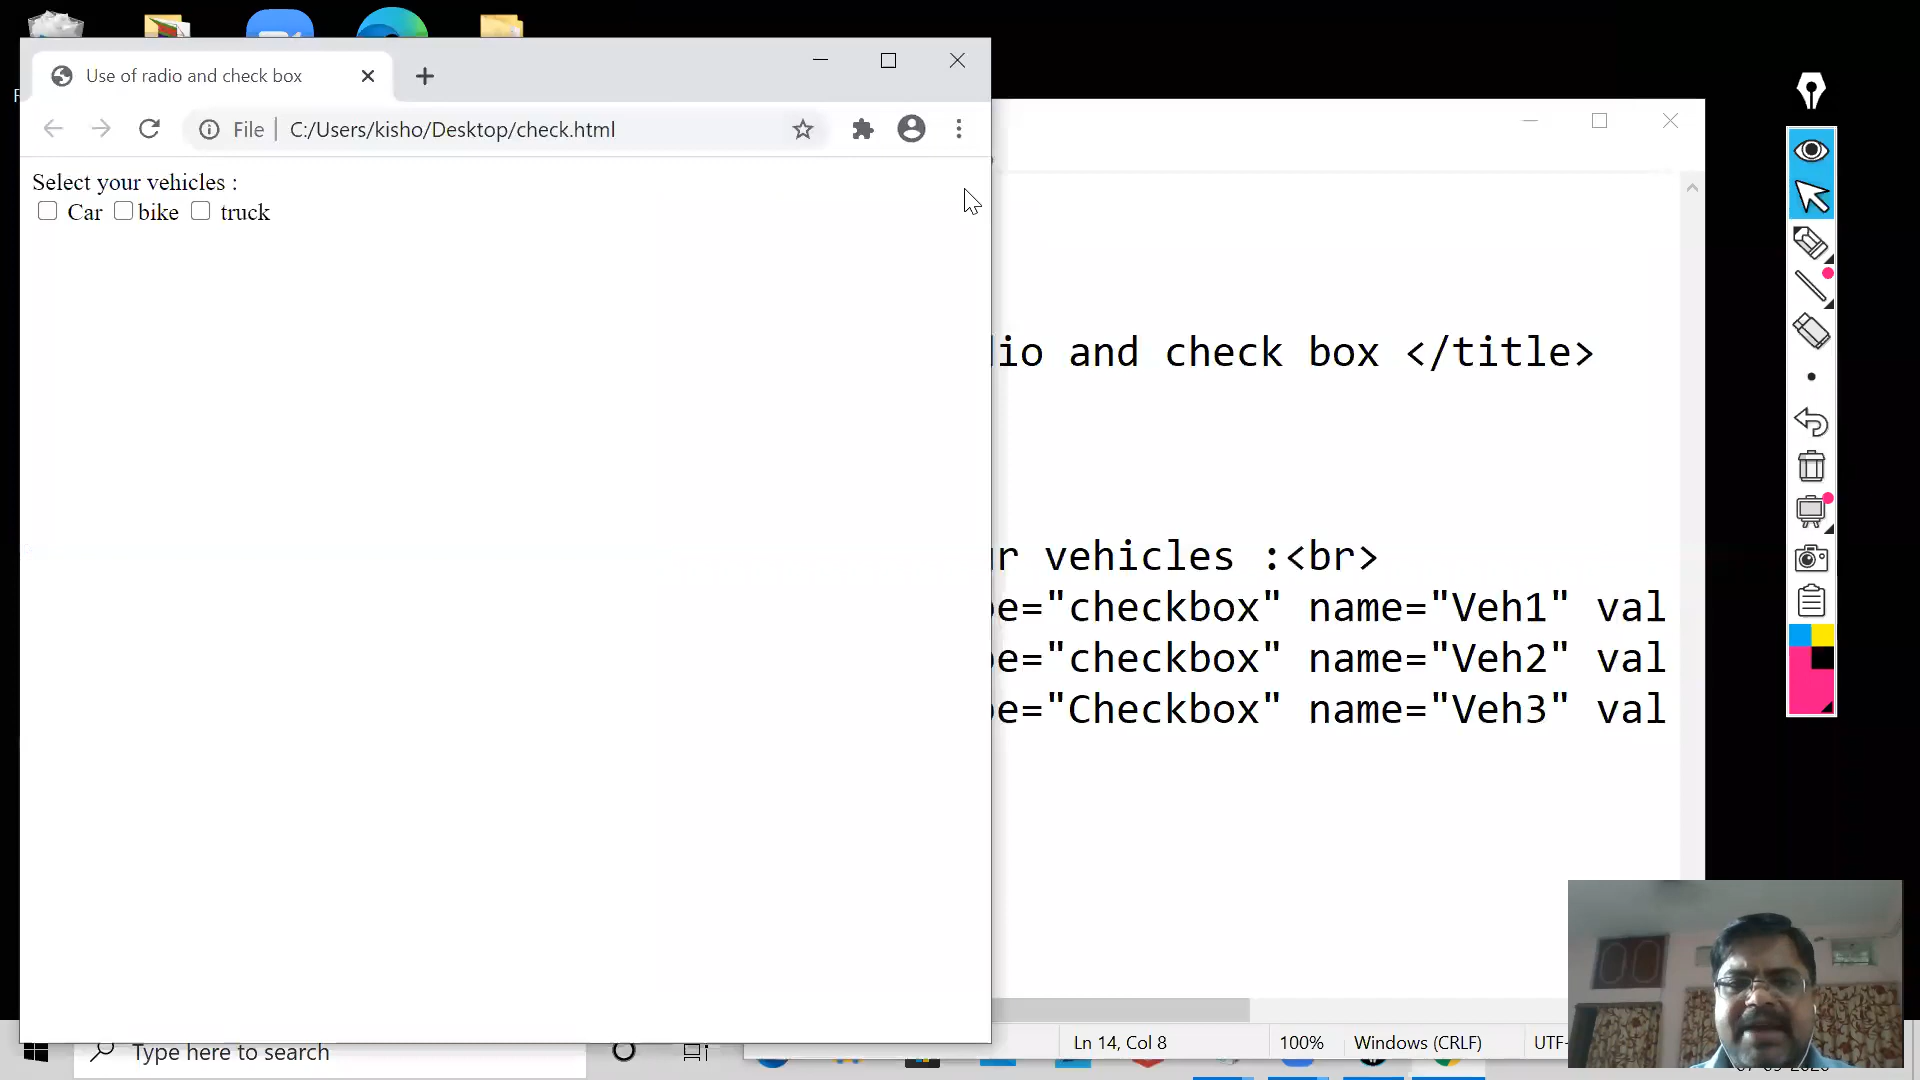 Use of radio and check box
File
C:/Users/kisho/Desktop/check.html
Select your vehicles :
Car bike truck
io and check box </title>
r vehicles :<br>
e="checkbox" name="Veh1" val
e="checkbox" name="Veh2" val
e="Checkbox" name="Veh3" val
Ln 14, Col 8
100%
Windows (CRLF)
UTF-
Type here to search